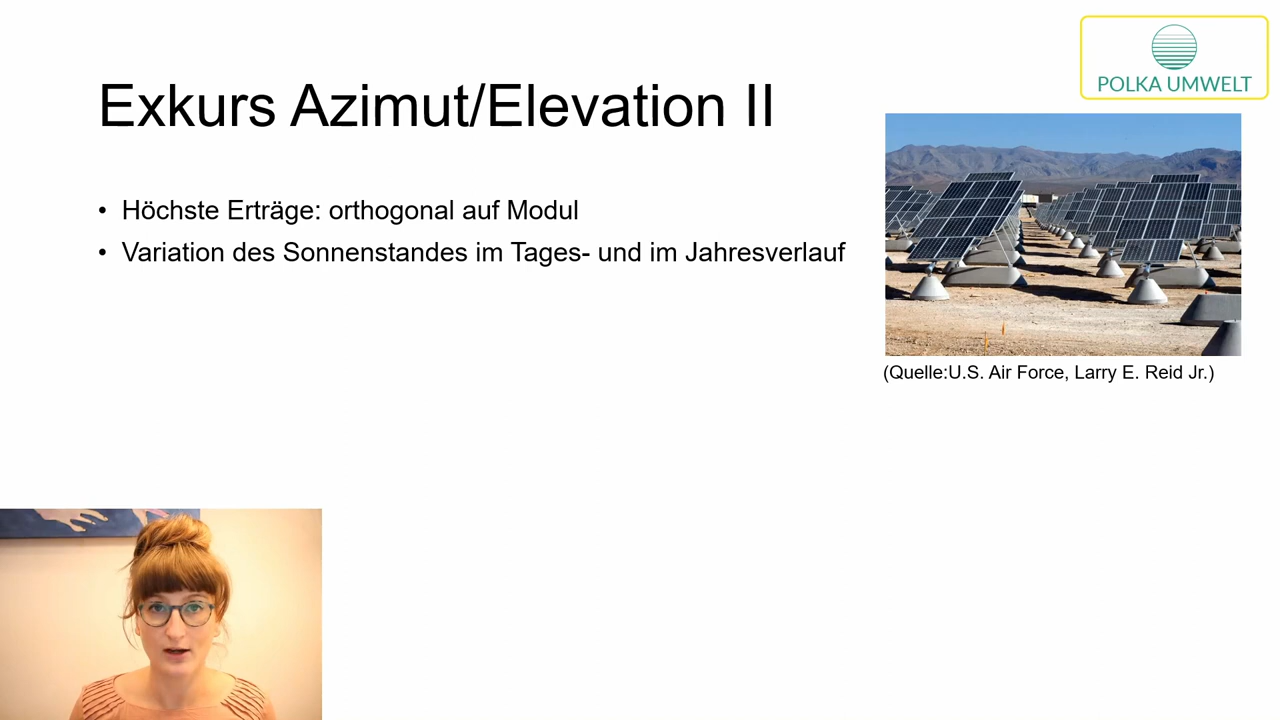 POLKA UMWELT
Exkurs Azimut/Elevation II
• Höchste Erträge: orthogonal auf Modul
• Variation des Sonnenstandes im Tages- und im Jahresverlauf
(Quelle:U.S. Air Force, Larry E. Reid Jr.)